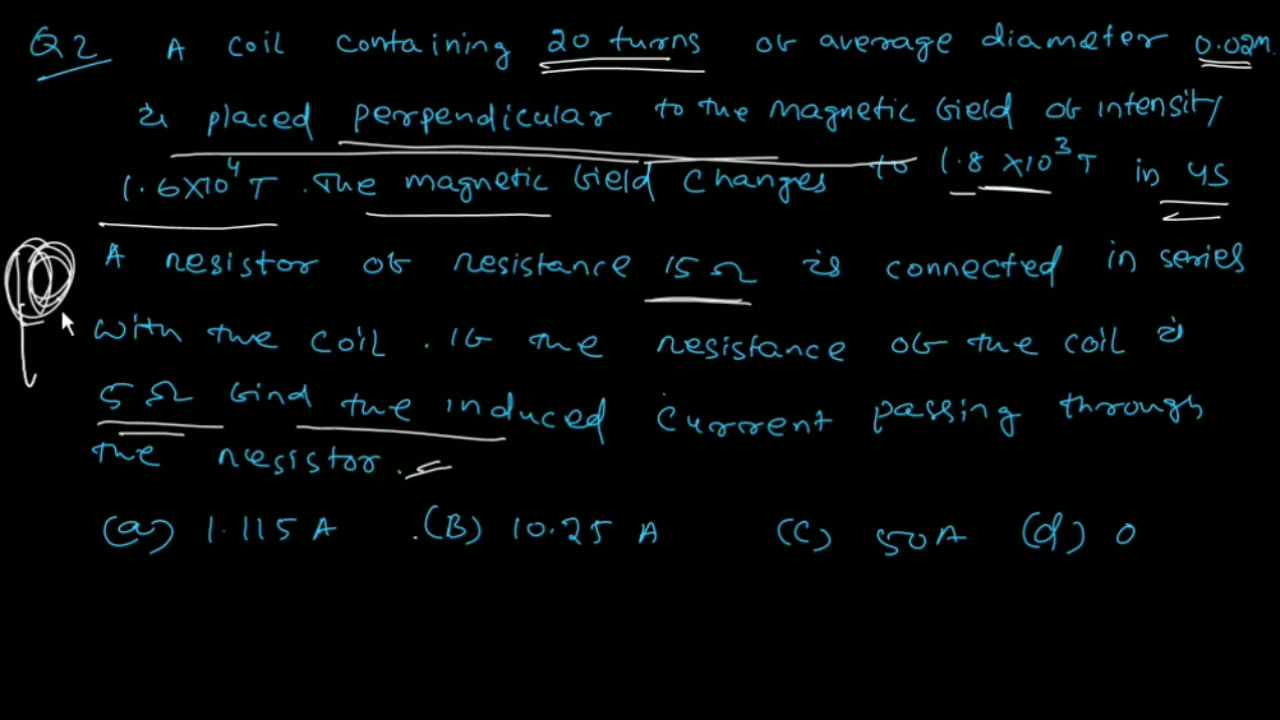 Q2 A coil containing 20 turns of average diameter 0.02m.
is placed perpendicular to the magnetic field of intensity
1.6×10⁴ T. The magnetic field changes to 1.8×10³ T in 4S
A resistor of resistance 15Ω is connected in series
with the coil. If the resistance of the coil is
5Ω find the induced current passing through
the resistor.
(a) 1.115 A .(B) 10.25 A (C) 50A (d) 0